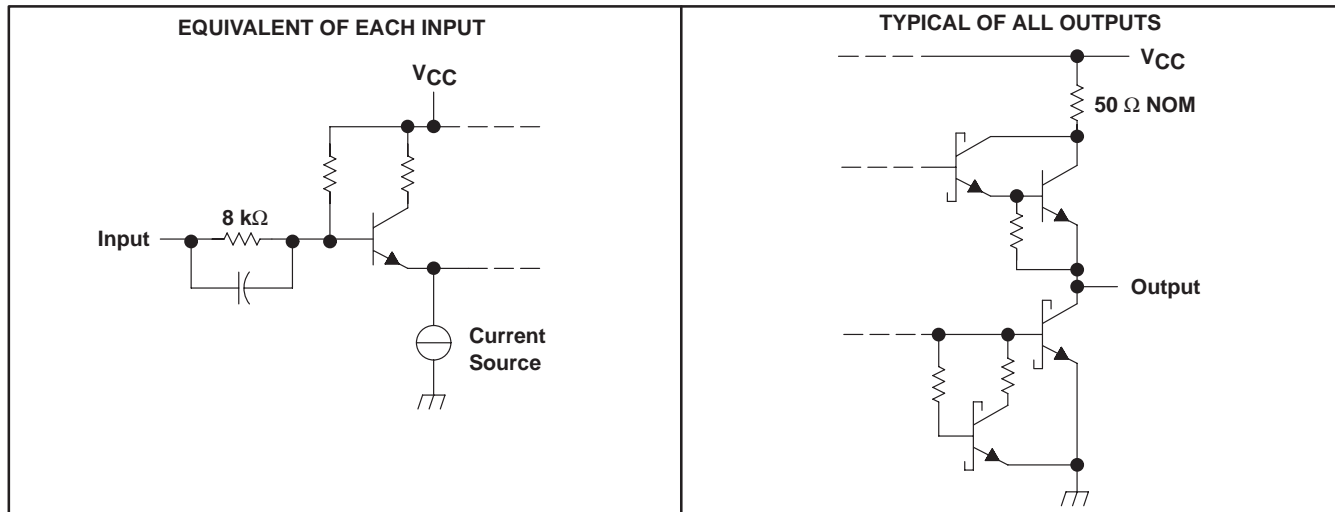 EQUIVALENT OF EACH INPUT
VCC
8 kΩ
Input
Current
Source
TYPICAL OF ALL OUTPUTS
VCC
50 Ω NOM
Output